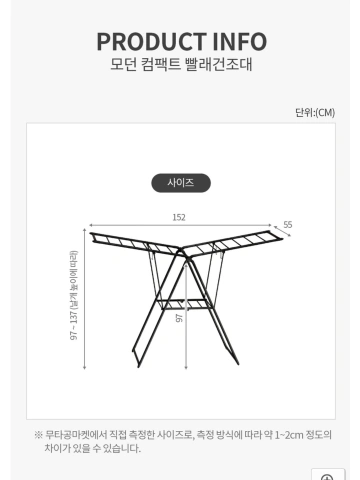 PRODUCT INFO
모던 컴팩트 빨래건조대
단위:(CM)
사이즈
152
55
97 ~ 137 (날개 높이에 따라)
97
※ 무타공마켓에서 직접 측정한 사이즈로, 측정 방식에 따라 약 1~2cm 정도의
차이가 있을 수 있습니다.